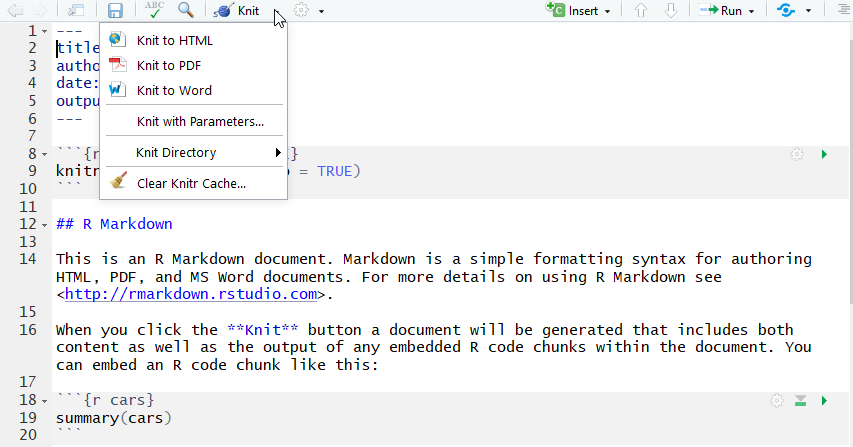 ABC Knit Insert Run
1 ---
2 title
Knit to HTML
3 autho
Knit to PDF
4 date:
Knit to Word
5 outpu
6 ---
Knit with Parameters...
7
Knit Directory
8 ```{r }
9 knitr = TRUE)
10 ```
Clear Knitr Cache...
11
12 ## R Markdown
13
14 This is an R Markdown document. Markdown is a simple formatting syntax for authoring
HTML, PDF, and MS Word documents. For more details on using R Markdown see
<http://rmarkdown.rstudio.com>.
15
16 When you click the **Knit** button a document will be generated that includes both
content as well as the output of any embedded R code chunks within the document. You
can embed an R code chunk like this:
17
18 ```{r cars}
19 summary(cars)
20 ```